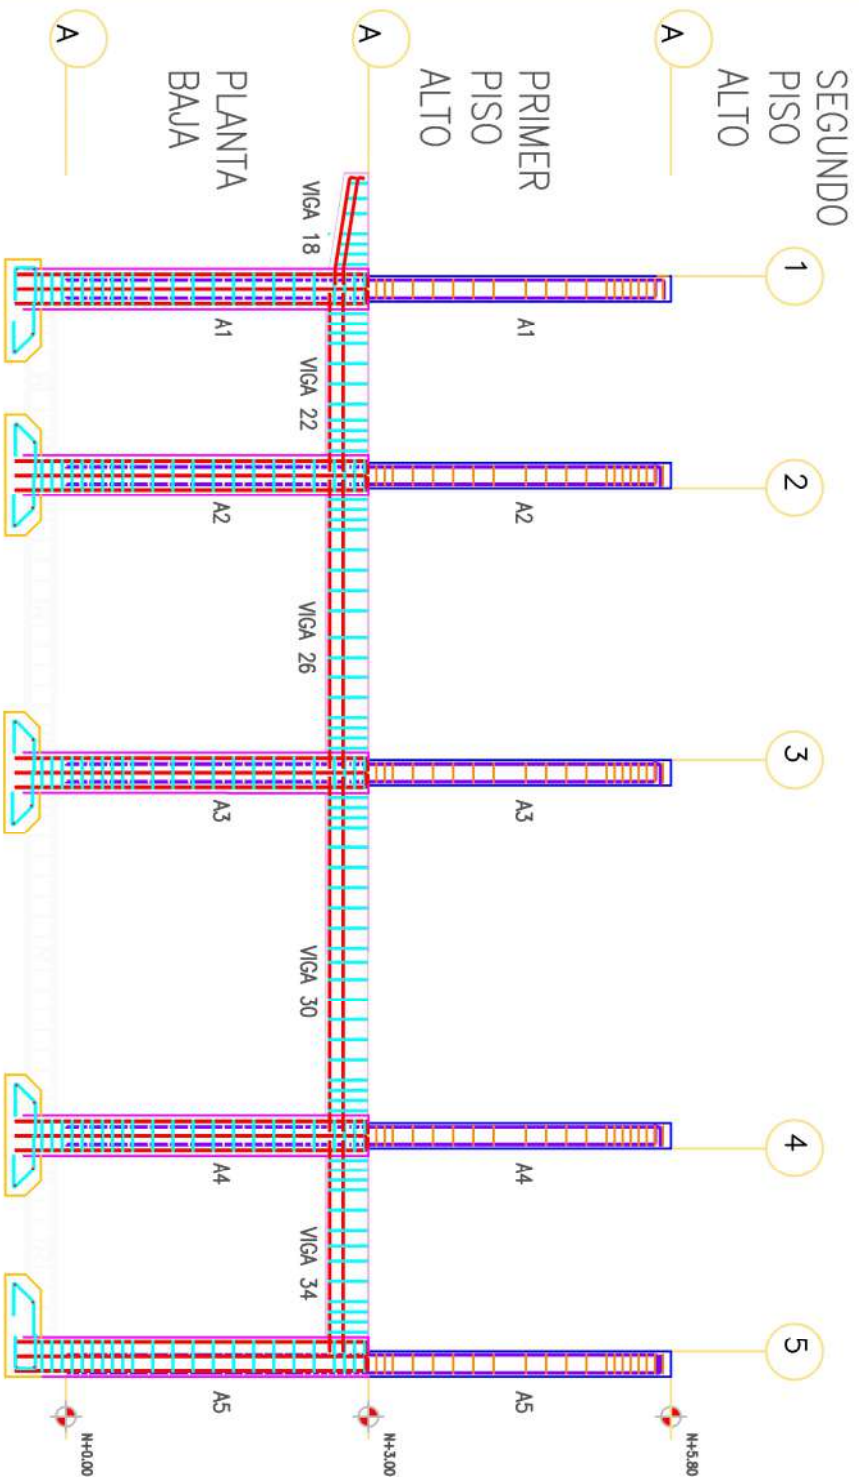 SEGUNDO
PISO
ALTO
1
2
3
4
5
A
N+5.80
PRIMER
PISO
ALTO
A1
A2
A3
A4
A5
A
N+3.00
VIGA 18
VIGA 22
VIGA 26
VIGA 30
VIGA 34
PLANTA
BAJA
A1
A2
A3
A4
A5
A
N+0.00